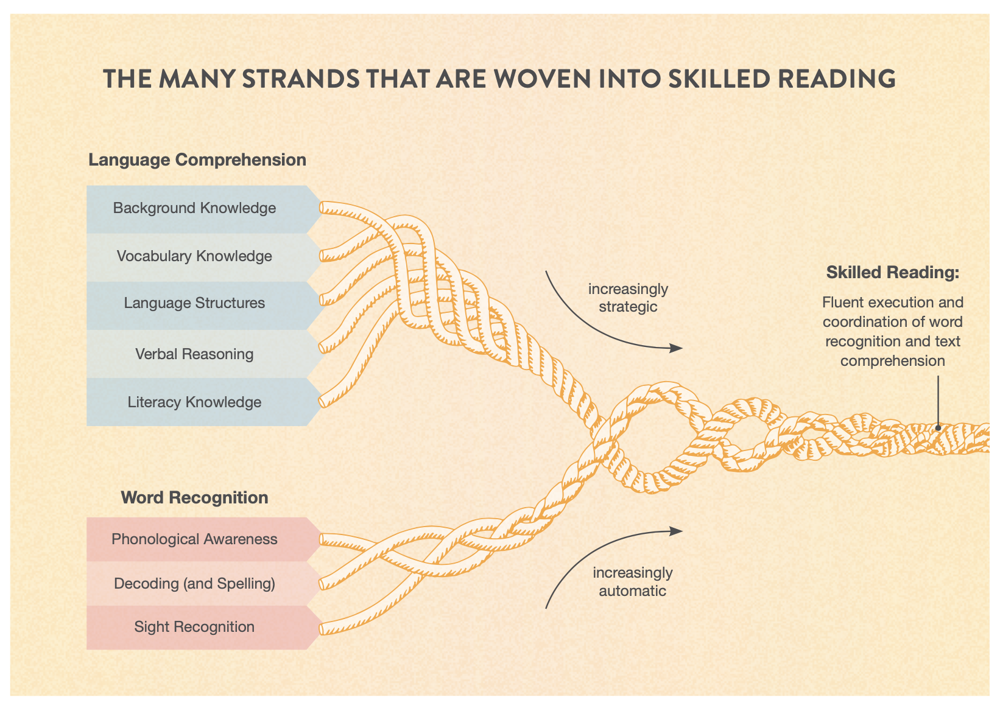 THE MANY STRANDS THAT ARE WOVEN INTO SKILLED READING
Language Comprehension
Background Knowledge
Vocabulary Knowledge
Language Structures
Verbal Reasoning
Literacy Knowledge
increasingly
strategic
Skilled Reading:
Fluent execution and
coordination of word
recognition and text
comprehension
Word Recognition
Phonological Awareness
Decoding (and Spelling)
Sight Recognition
increasingly
automatic